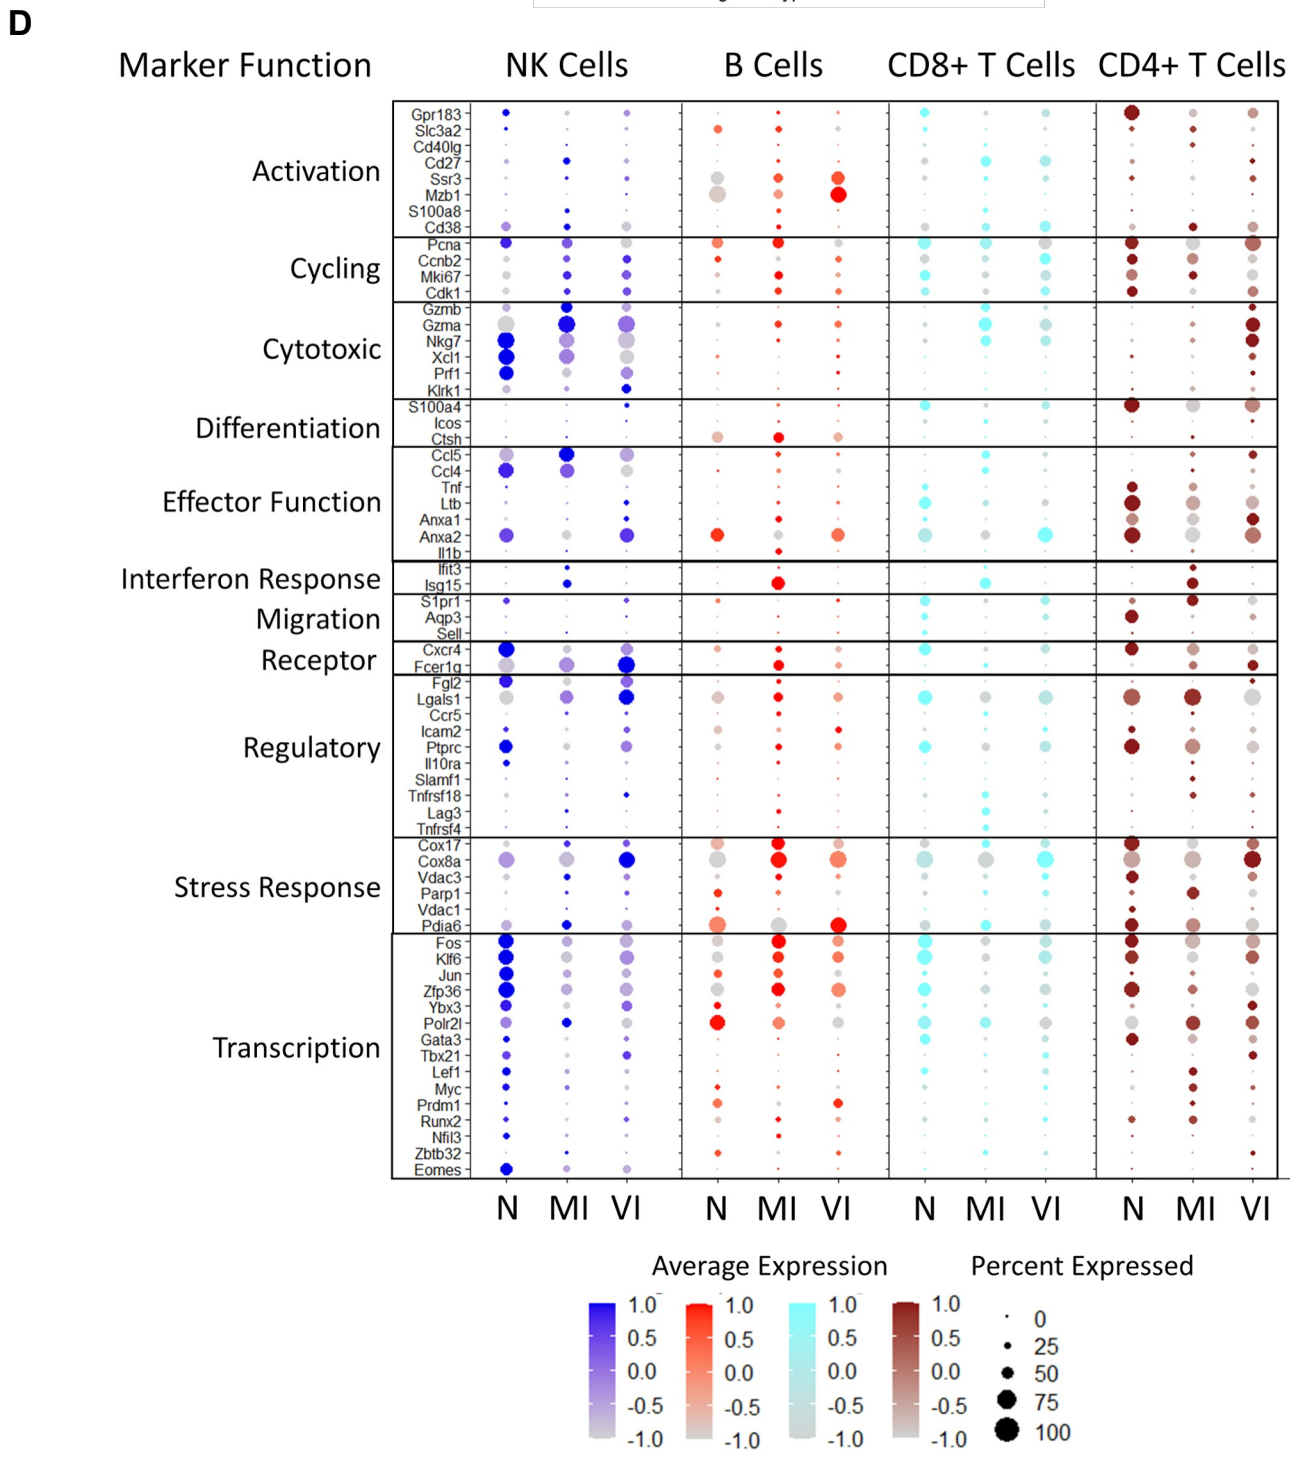 D
Marker Function NK Cells B Cells CD8+ T Cells CD4+ T Cells
Activation
Gpr183
Slc3a2
Cd40lg
Cd27
Ssr3
Mzb1
S100a8
Cd38
Cycling
Pcna
Ccnb2
Mki67
Cdk1
Cytotoxic
Gzmb
Gzma
Nkg7
Xcl1
Prf1
Klrk1
Differentiation
S100a4
Icos
Ctsh
Effector Function
Ccl5
Ccl4
Tnf
Ltb
Anxa1
Anxa2
Il1b
Interferon Response
Ifit3
Isg15
Migration
S1pr1
Aqp3
Sell
Receptor
Cxcr4
Fcer1g
Regulatory
Fgl2
Lgals1
Ccr5
Icam2
Ptprc
Il10ra
Slamf1
Tnfrsf18
Lag3
Tnfrsf4
Stress Response
Cox17
Cox8a
Vdac3
Parp1
Vdac1
Pdia6
Transcription
Fos
Klf6
Jun
Zfp36
Ybx3
Polr2l
Gata3
Tbx21
Lef1
Myc
Prdm1
Runx2
Nfil3
Zbtb32
Eomes
N MI VI N MI VI N MI VI N MI VI
Average Expression Percent Expressed
1.0 1.0 1.0 1.0 0
0.5 0.5 0.5 0.5 25
0.0 0.0 0.0 0.0 50
-0.5 -0.5 -0.5 -0.5 75
-1.0 -1.0 -1.0 -1.0 100